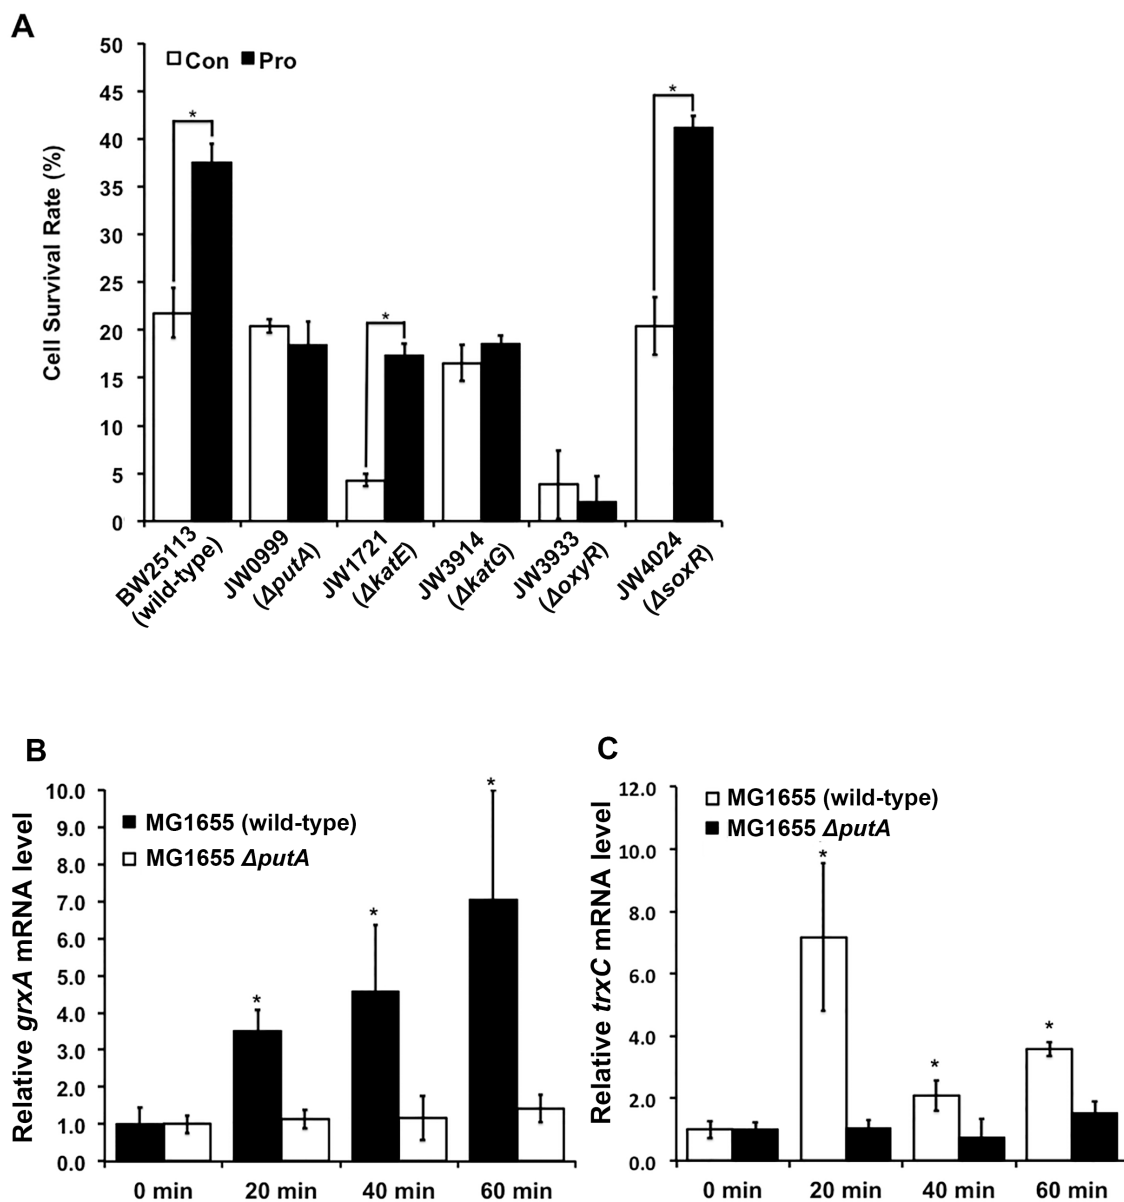 A
Cell Survival Rate (%)
50
45
40
35
30
25
20
15
10
5
0
Con Pro
*
*
*
BW25113
(wild-type)
JW0999
(ΔputA)
JW1721
(ΔkatE)
JW3914
(ΔkatG)
JW3933
(ΔoxyR)
JW4024
(ΔsoxR)
B
Relative grxA mRNA level
10.0
9.0
8.0
7.0
6.0
5.0
4.0
3.0
2.0
1.0
0.0
MG1655 (wild-type)
MG1655 ΔputA
*
*
*
0 min 20 min 40 min 60 min
C
Relative trxC mRNA level
12.0
10.0
8.0
6.0
4.0
2.0
0.0
MG1655 (wild-type)
MG1655 ΔputA
*
*
*
0 min 20 min 40 min 60 min